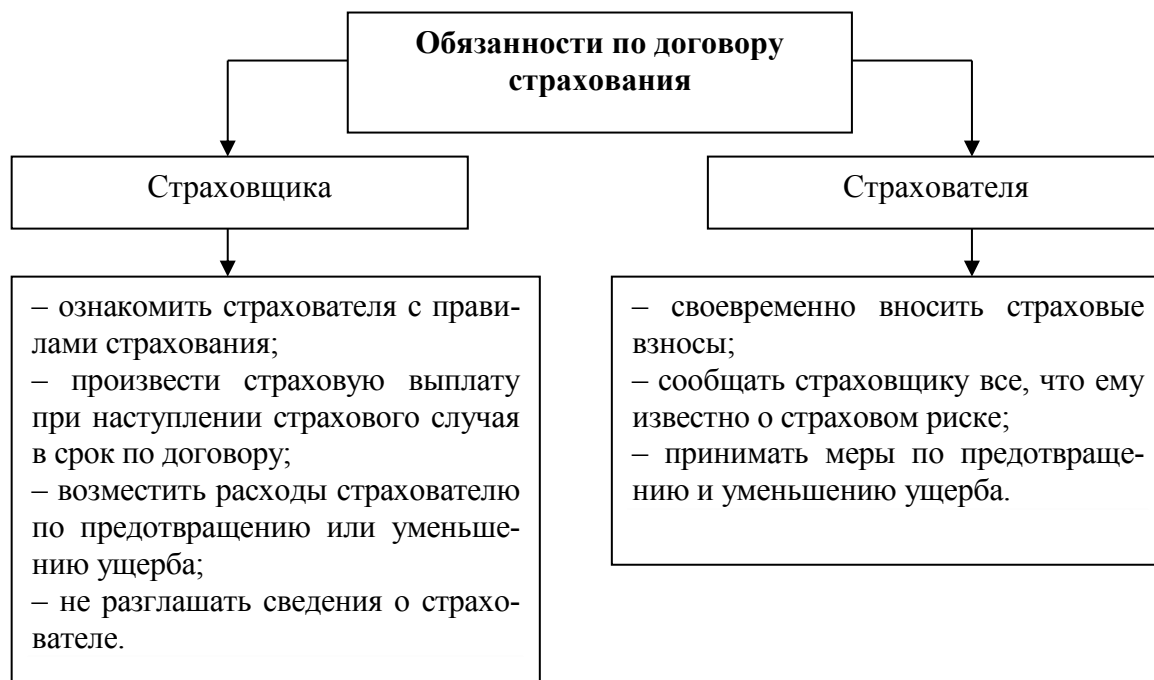 Обязанности по договору
страхования
Страховщика
Страхователя
– ознакомить страхователя с прави-
лами страхования;
– произвести страховую выплату
при наступлении страхового случая
в срок по договору;
– возместить расходы страхователю
по предотвращению или уменьше-
нию ущерба;
– не разглашать сведения о страхо-
вателе.
– своевременно вносить страховые
взносы;
– сообщать страховщику все, что ему
известно о страховом риске;
– принимать меры по предотвраще-
нию и уменьшению ущерба.